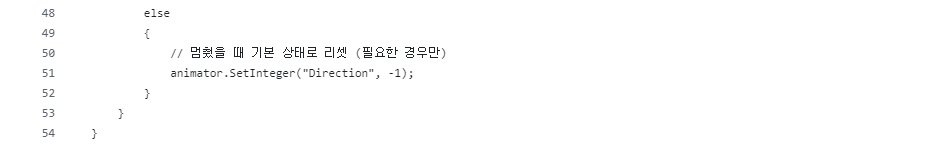 48 else
49 {
50 // 멈췄을 때 기본 상태로 리셋 (필요한 경우만)
51 animator.SetInteger("Direction", -1);
52 }
53 }
54 }